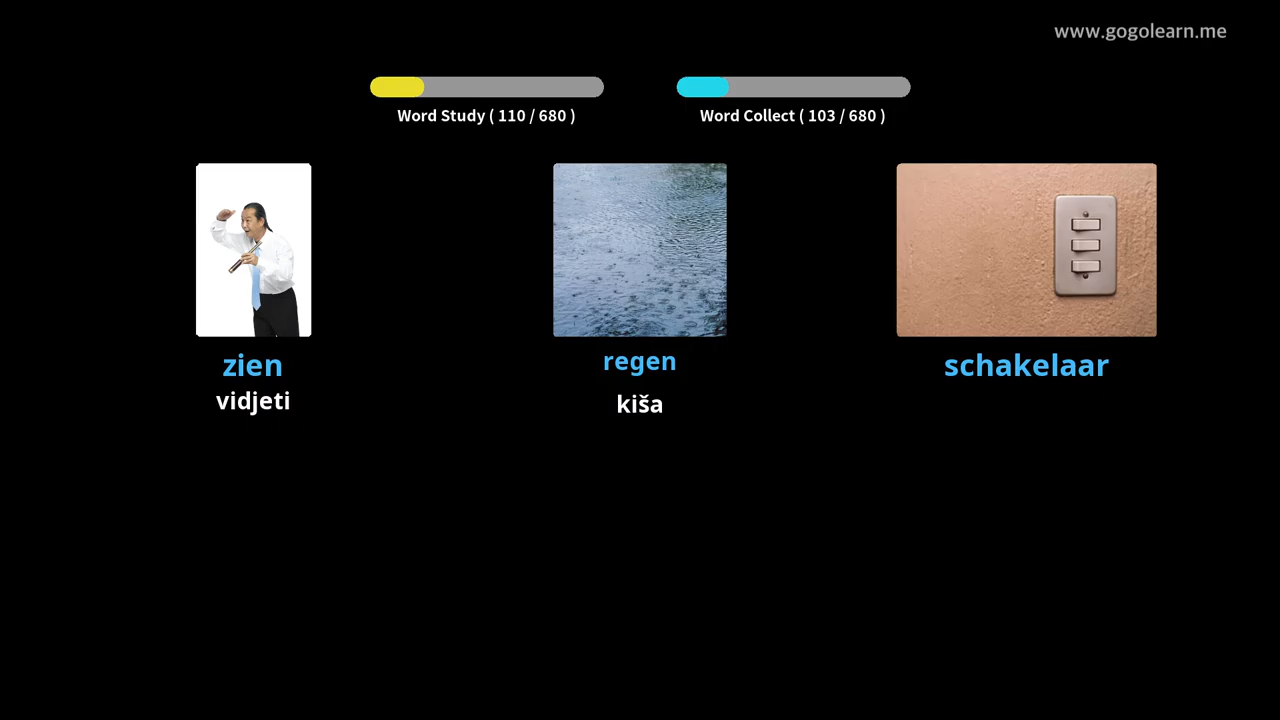 www.gogolearn.me
Word Study ( 110 / 680 )
Word Collect ( 103 / 680 )
zien
vidjeti
regen
kiša
schakelaar